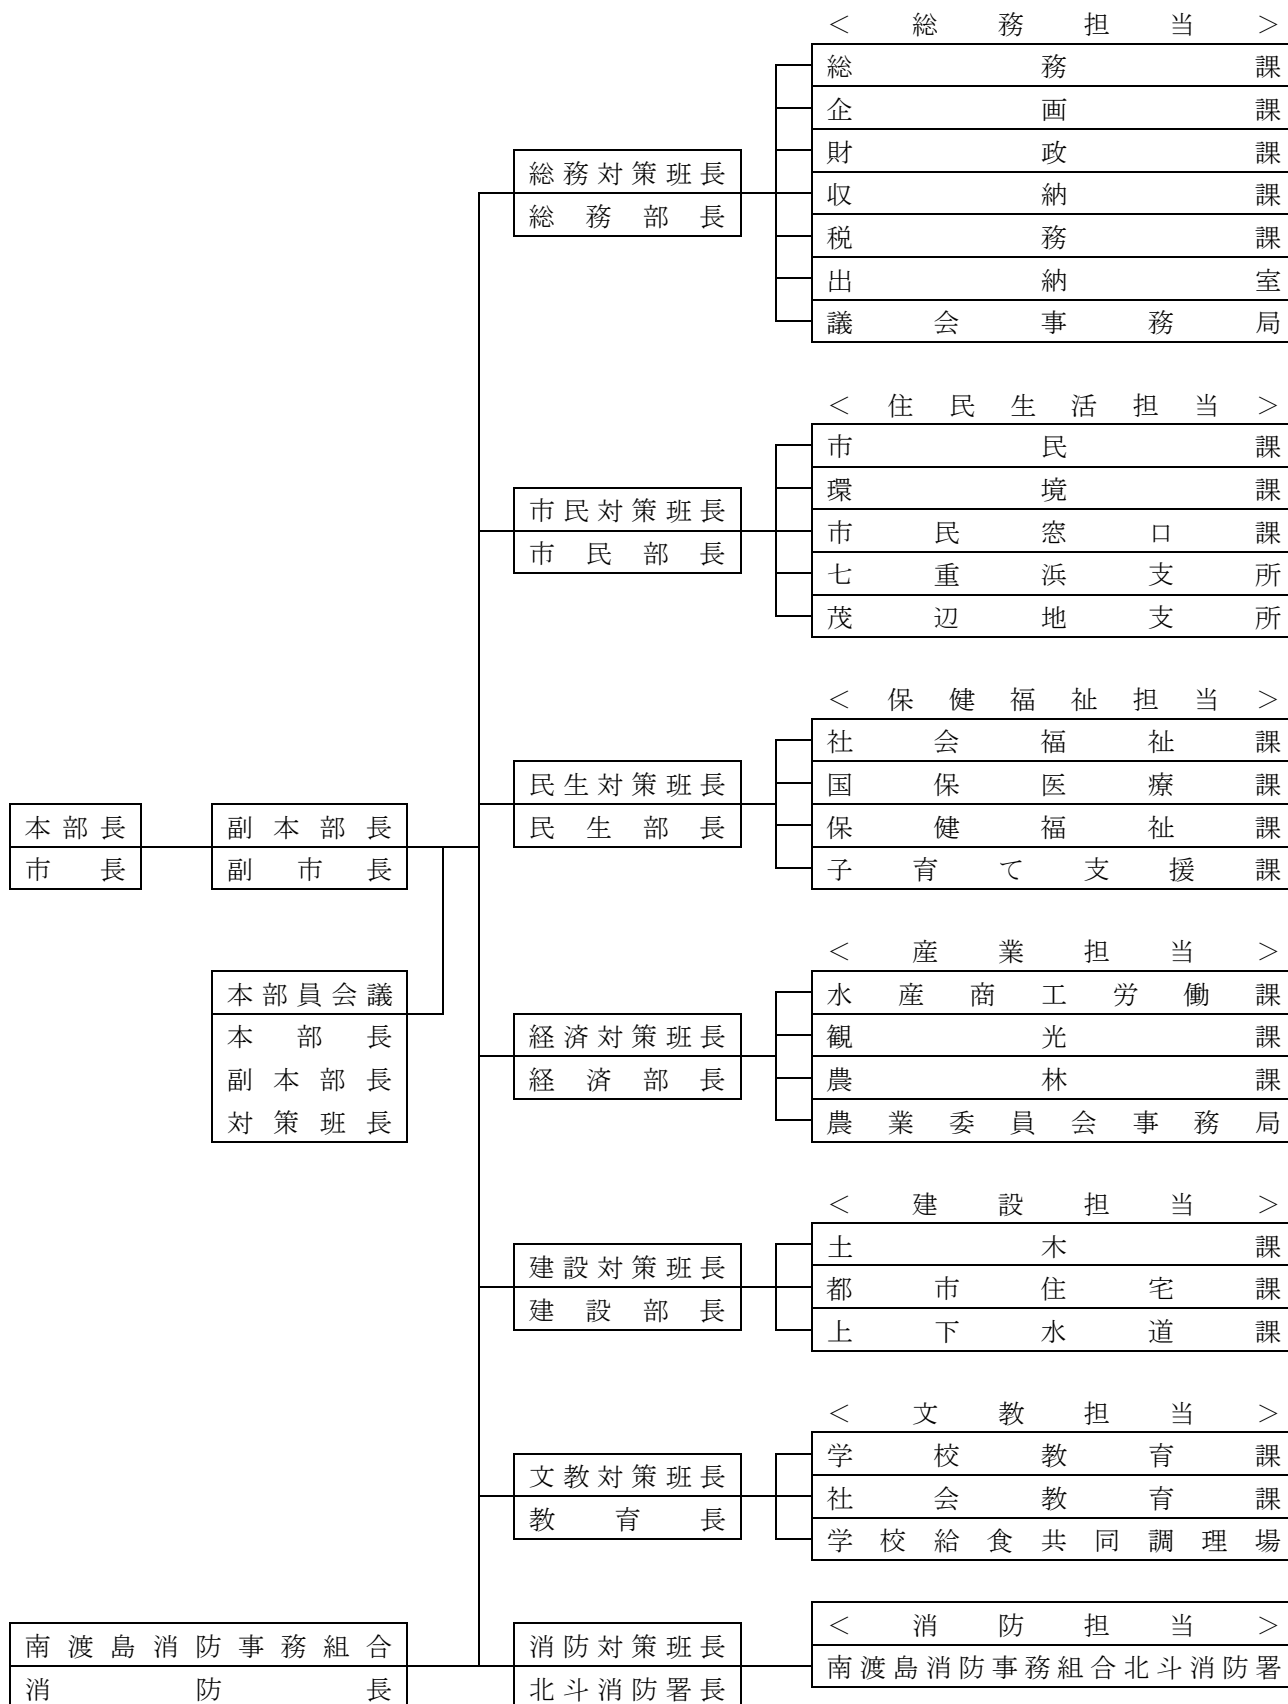 本部長
市長
副本部長
副市長
本部員会議
本部長
副本部長
対策班長
南渡島消防事務組合
消防長
総務対策班長
総務部長
＜総務担当＞
総務課
企画課
財政課
収納課
税務課
出納室
議会事務局
市民対策班長
市民部長
＜住民生活担当＞
市民課
環境課
市民窓口課
七重浜支所
茂辺地支所
民生対策班長
民生部長
＜保健福祉担当＞
社会福祉課
国保医療課
保健福祉課
子育て支援課
経済対策班長
経済部長
＜産業担当＞
水産商工労働課
観光課
農林課
農業委員会事務局
建設対策班長
建設部長
＜建設担当＞
土木課
都市住宅課
上下水道課
文教対策班長
教育長
＜文教担当＞
学校教育課
社会教育課
学校給食共同調理場
消防対策班長
北斗消防署長
＜消防担当＞
南渡島消防事務組合北斗消防署